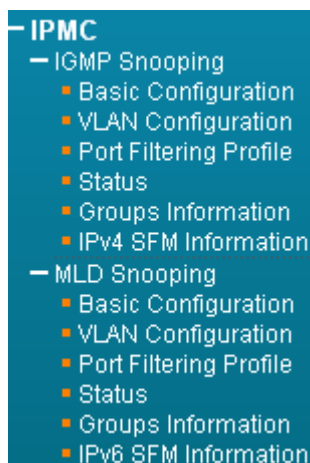 IPMC
IGMP Snooping
Basic Configuration
VLAN Configuration
Port Filtering Profile
Status
Groups Information
IPv4 SFM Information
MLD Snooping
Basic Configuration
VLAN Configuration
Port Filtering Profile
Status
Groups Information
IPv6 SFM Information